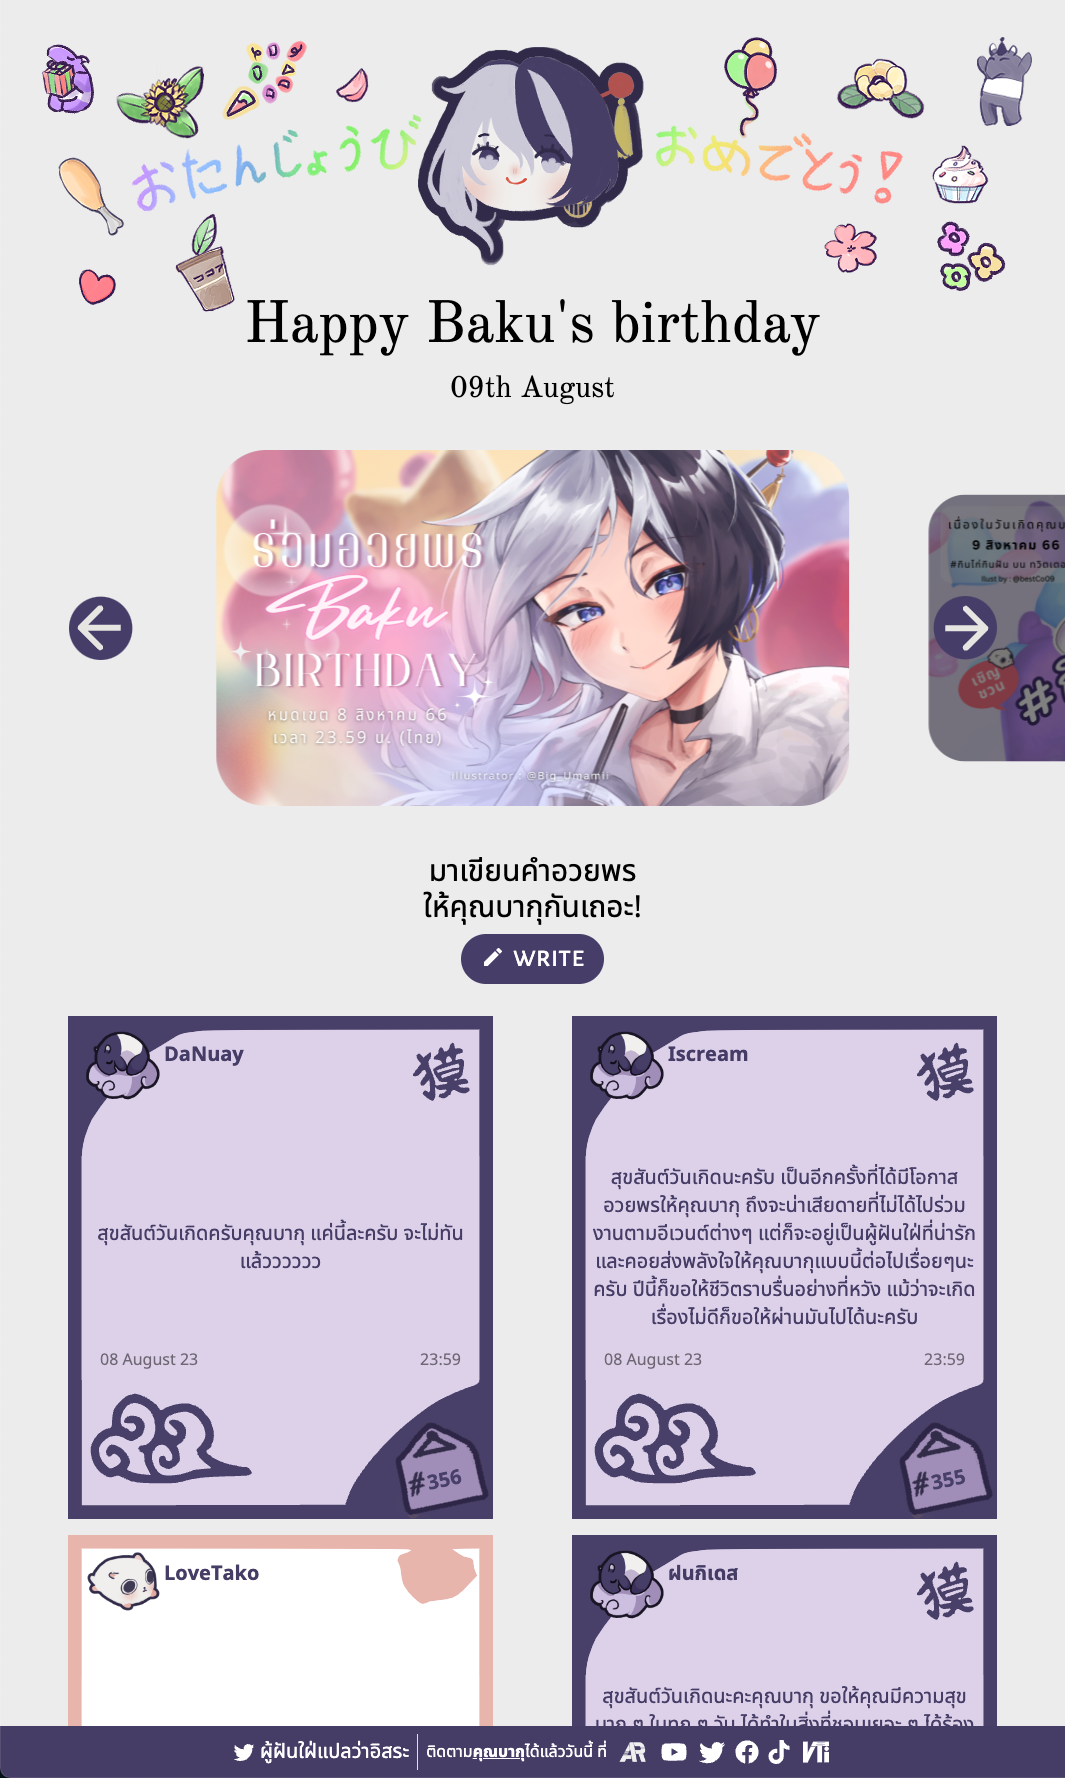 おたんじょうび
おめでとう!
Happy Baku's birthday
09th August
ร่วมอวยพร
Baku
BIRTHDAY
หมดเขต 8 สิงหาคม 66
เวลา 23.59 น. (ไทย)
Illustrator : @Big_Umamii
9 สิงหาคม 66
เชิญ
ชวน
มาเขียนคำอวยพร
ให้คุณบากุกันเถอะ!
WRITE
DaNuay
獏
สุขสันต์วันเกิดครับคุณบากุ แค่นี้ละครับ จะไม่ทัน
แล้วววววว
08 August 23
23:59
#356
Iscream
獏
สุขสันต์วันเกิดนะครับ เป็นอีกครั้งที่ได้มีโอกาส
อวยพรให้คุณบากุ ถึงจะน่าเสียดายที่ไม่ได้ไปร่วม
งานตามอีเวนต์ต่างๆ แต่ก็จะอยู่เป็นผู้ฝันใฝ่ที่น่ารัก
และคอยส่งพลังใจให้คุณบากุแบบนี้ต่อไปเรื่อยๆนะ
ครับ ปีนี้ก็ขอให้ชีวิตราบรื่นอย่างที่หวัง แม้ว่าจะเกิด
เรื่องไม่ดีก็ขอให้ผ่านมันไปได้นะครับ
08 August 23
23:59
#355
LoveTako
ฝนกิเดส
獏
สุขสันต์วันเกิดนะคะคุณบากุ ขอให้คุณมีความสุข
ผู้ฝันใฝ่แปลว่าอิสระ
ติดตามคุณบากุได้แล้ววันนี้ ที่